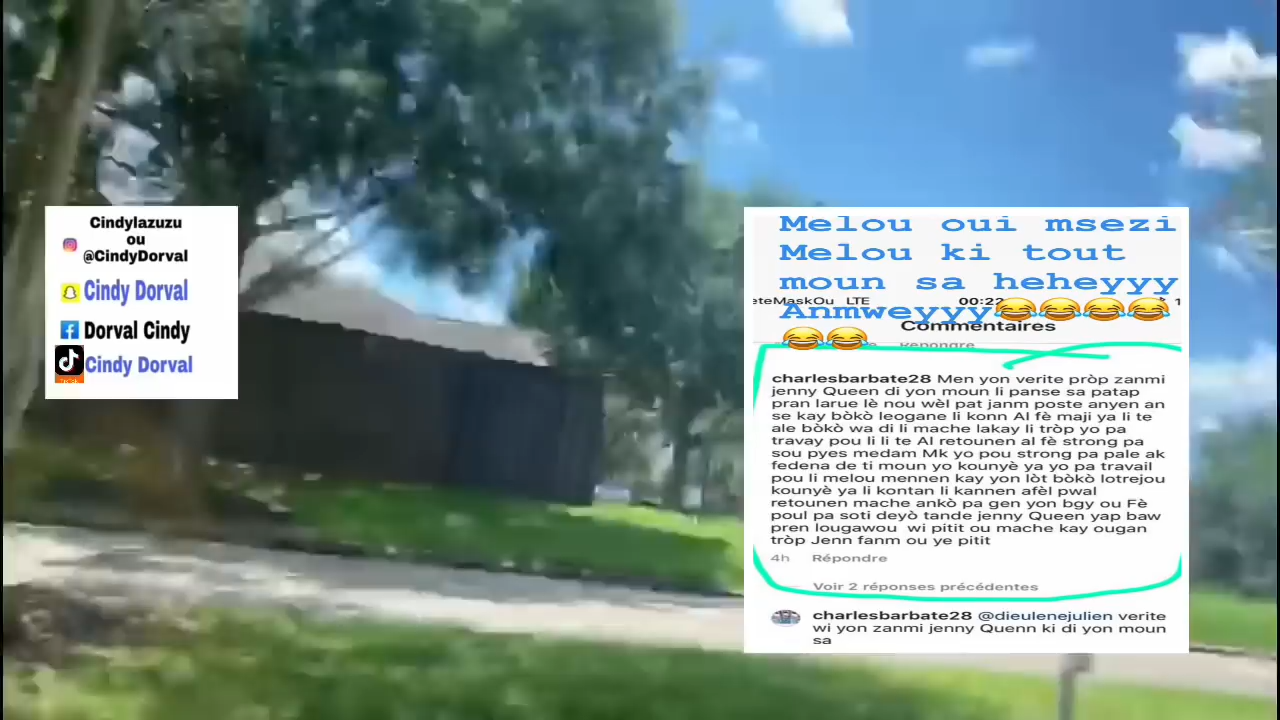 Cindylazuzu
ou
@CindyDorval
Cindy Dorval
Dorval Cindy
Cindy Dorval
Melou oui msezi
Melou ki tout
moun sa heheyyy
eteMaskOu LTE 00:22
Anmweyyy😂😂😂😂
😂😂
Commentaires
Répondre
charlesbarbate28 Men yon verite pròp zanmi
jenny Queen di yon moun li panse sa patap
pran larue lè nou wèl pat janm poste anyen an
se kay bòkò leogane li konn Al fè maji ya li te
ale bòkò wa di li mache lakay li tròp yo pa
travay pou li li te Al retounen al fè strong pa
sou pyes medam Mk yo pou strong pa pale ak
fedena de ti moun yo kounyè ya yo pa travail
pou li melou mennen kay yon lòt bòkò lotrejou
kounyè ya li kontan li kannen afèl pwal
retounen mache ankò pa gen yon bgy ou Fè
poul pa soti deyò tande jenny Queen yap baw
pren lougawou wi pitit ou mache kay ougan
tròp Jenn fanm ou ye pitit
4h Répondre
Voir 2 réponses précédentes
charlesbarbate28 @dieulenejulien verite
wi yon zanmi jenny Quenn ki di yon moun
sa